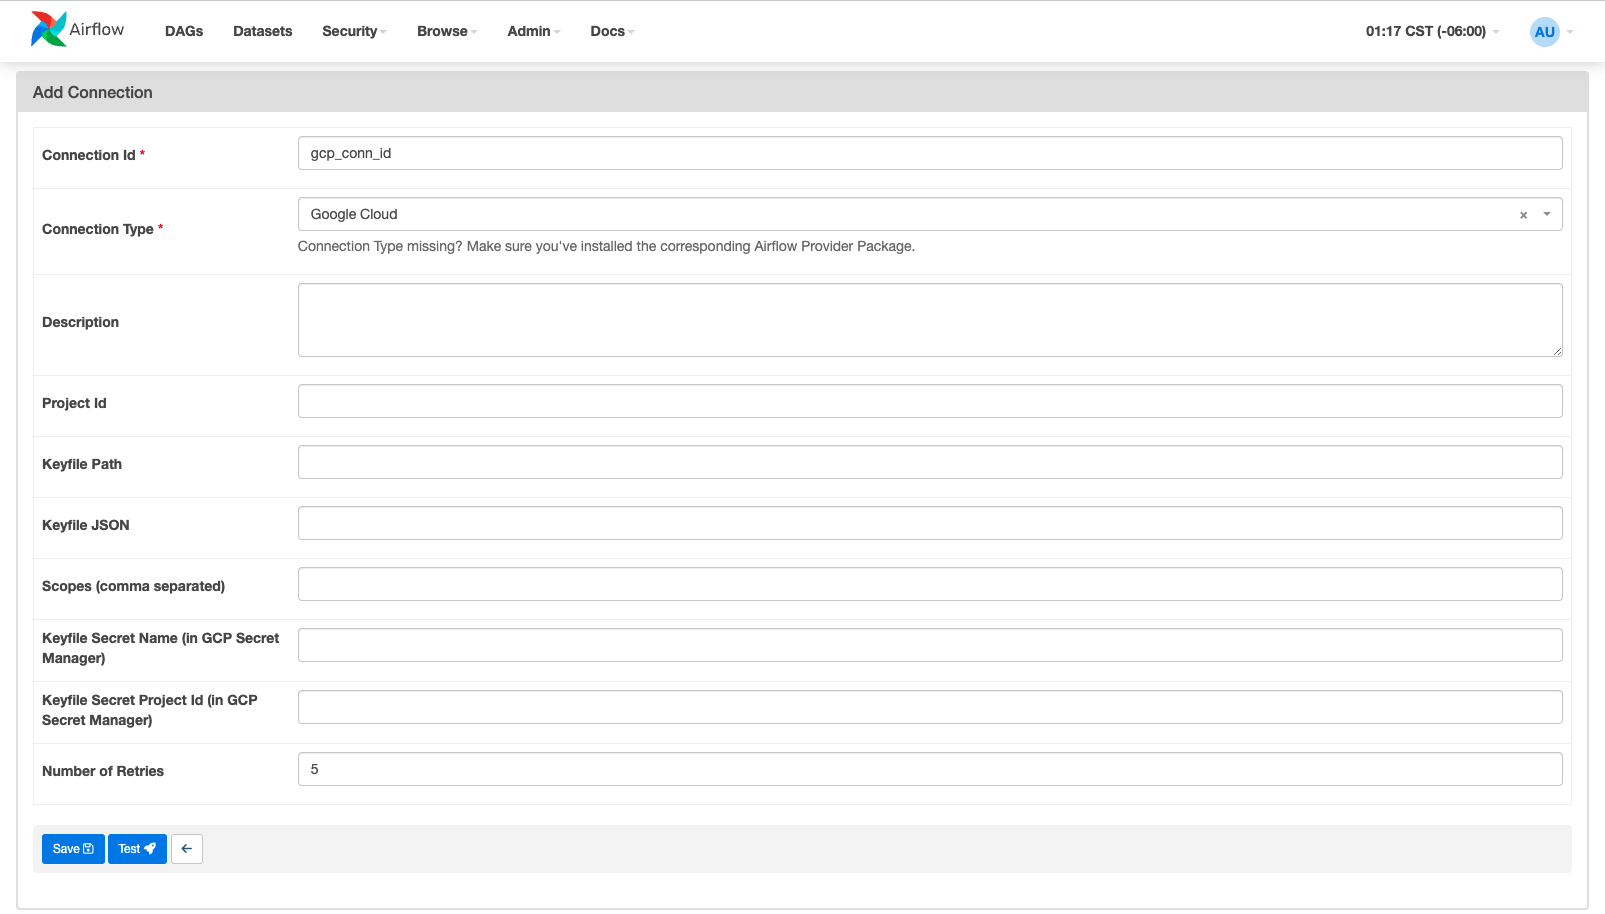 Airflow
DAGs Datasets Security Browse Admin Docs 01:17 CST (-06:00) AU
Add Connection
Connection Id * gcp_conn_id
Connection Type * Google Cloud × 
Connection Type missing? Make sure you've installed the corresponding Airflow Provider Package.
Description
Project Id
Keyfile Path
Keyfile JSON
Scopes (comma separated)
Keyfile Secret Name (in GCP Secret
Manager)
Keyfile Secret Project Id (in GCP
Secret Manager)
Number of Retries 5
Save Test ←